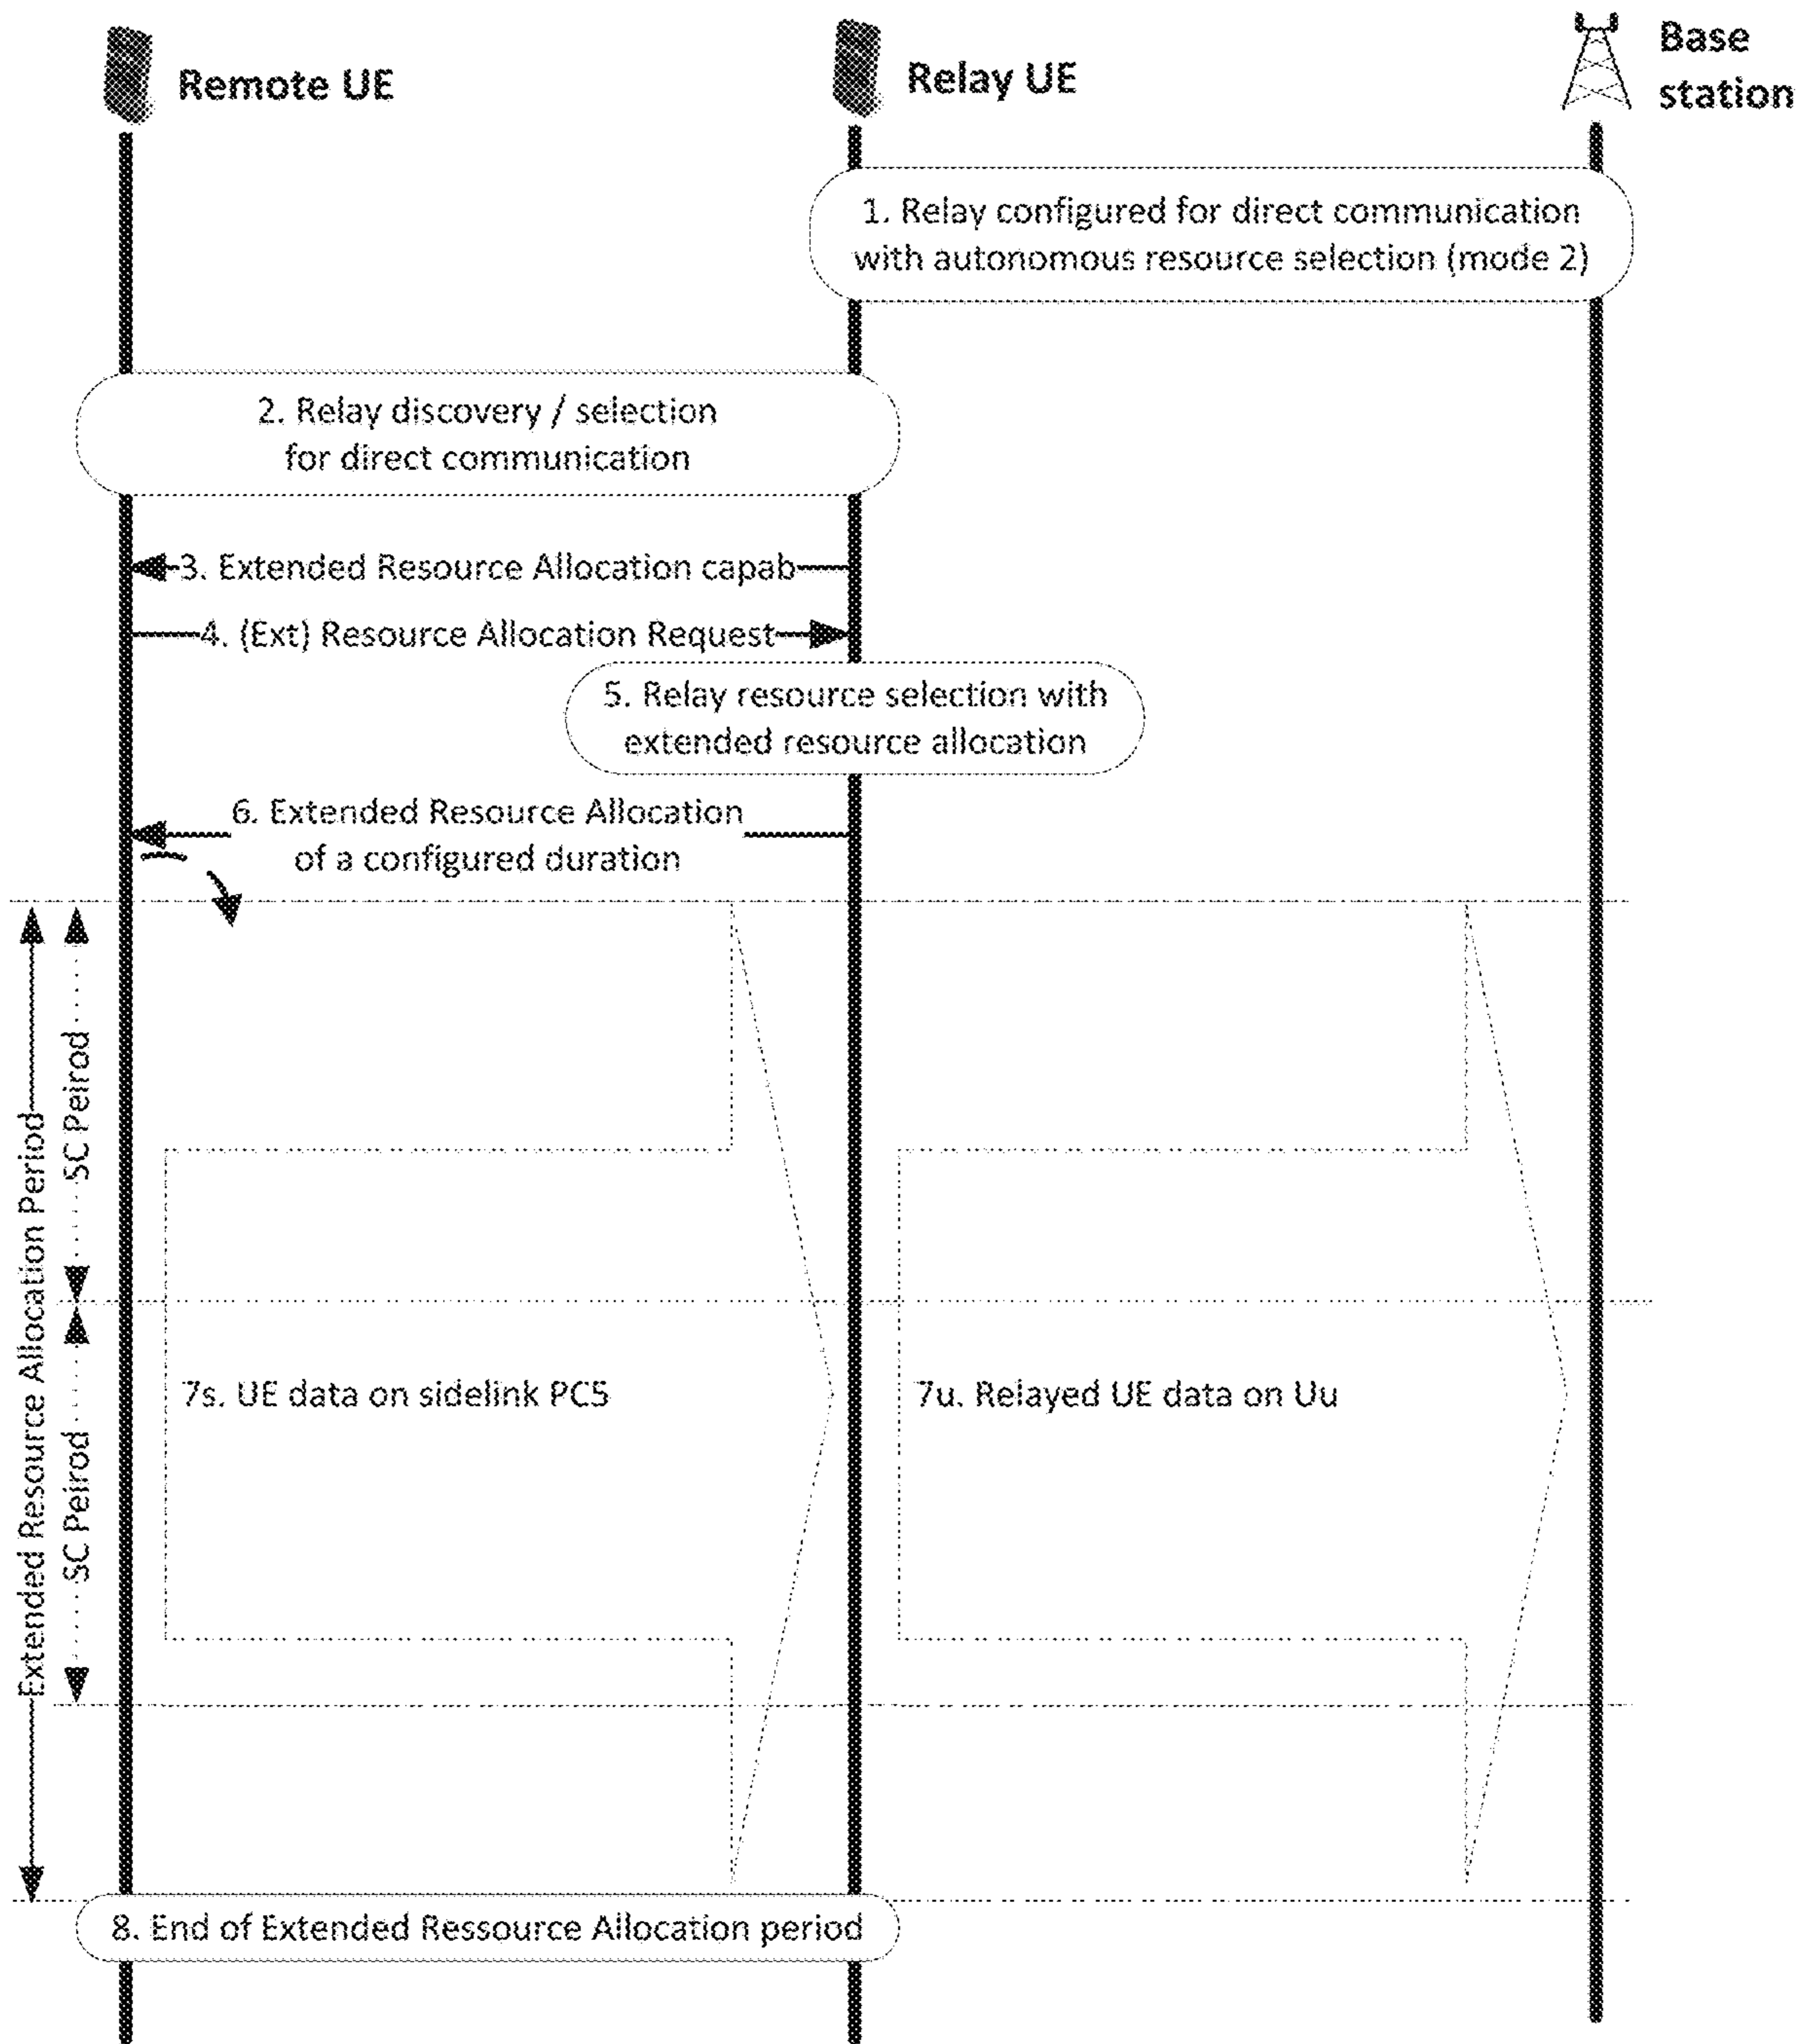 Remote UE
Relay UE
Base
station
1. Relay configured for direct communication
with autonomous resource selection (mode 2)
2. Relay discovery / selection
for direct communication
3. Extended Resource Allocation capab
4. (Ext) Resource Allocation Request
5. Relay resource selection with
extended resource allocation
6. Extended Resource Allocation
of a configured duration
Extended Resource Allocation Period
SC Peirod
SC Peirod
7s. UE data on sidelink PC5
7u. Relayed UE data on Uu
8. End of Extended Ressource Allocation period